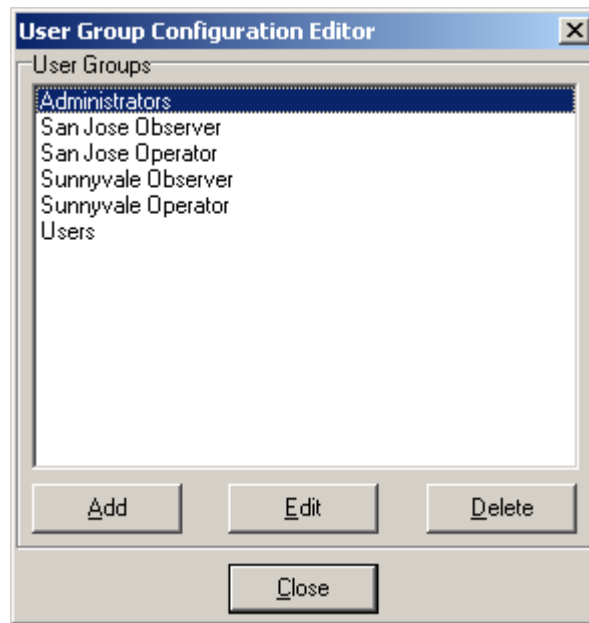 User Group Configuration Editor
User Groups
Administrators
San Jose Observer
San Jose Operator
Sunnyvale Observer
Sunnyvale Operator
Users
Add Edit Delete
Close